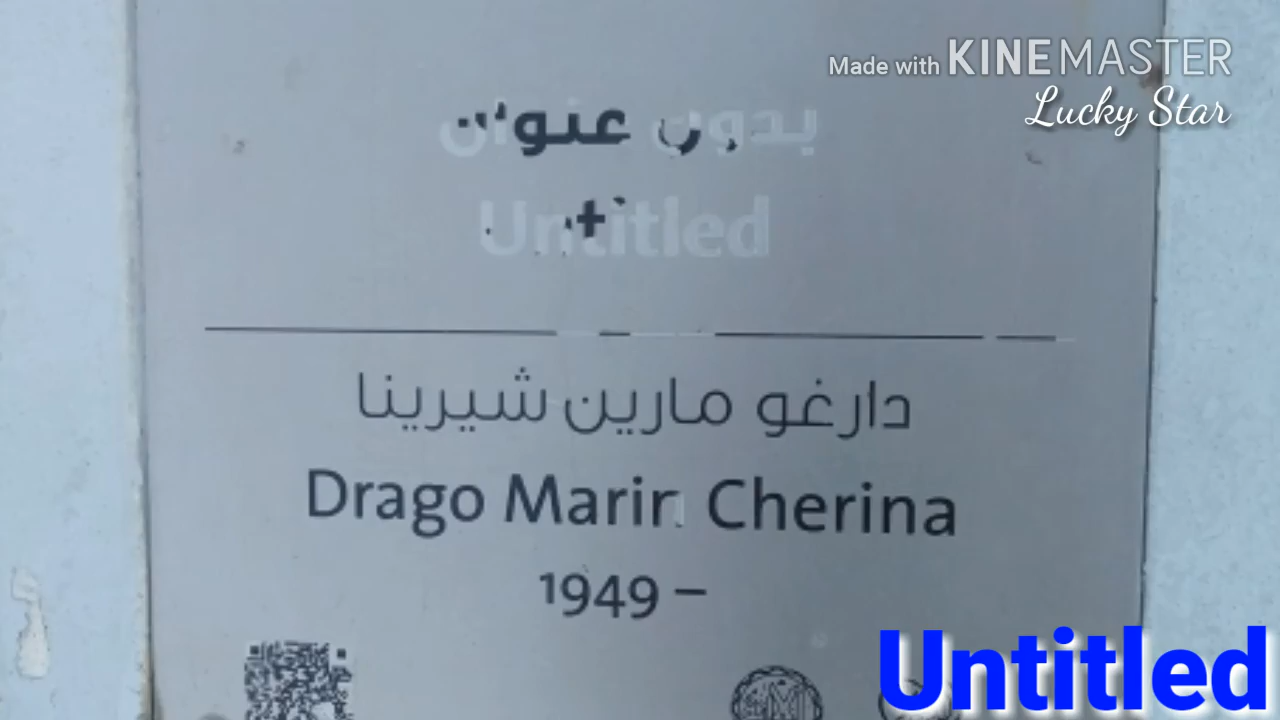 Made with KINEMASTER
Lucky Star
بدون عنوان
Untitled
دارغو مارين شيرينا
Drago Marin Cherina
1949 –
Untitled